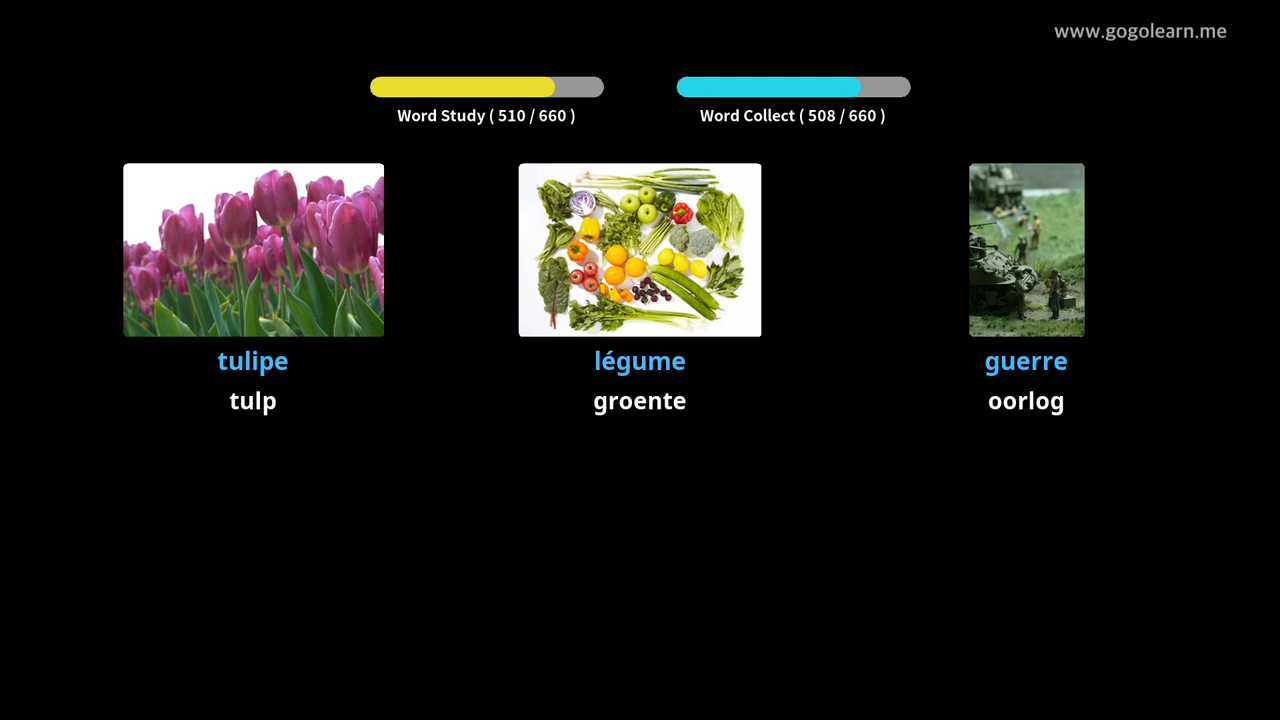 www.gogolearn.me
Word Study ( 510 / 660 )
Word Collect ( 508 / 660 )
tulipe
légume
guerre
tulp
groente
oorlog